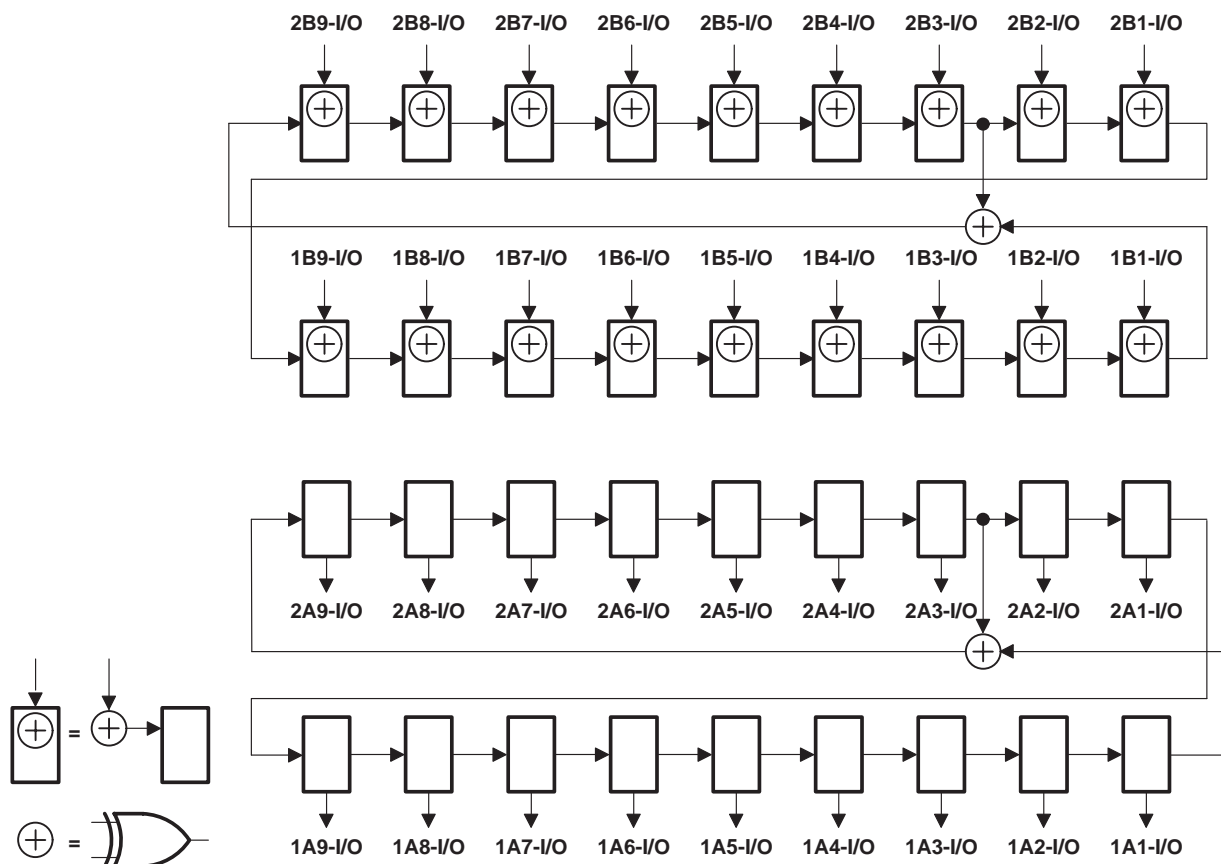 2B9-I/O 2B8-I/O 2B7-I/O 2B6-I/O 2B5-I/O 2B4-I/O 2B3-I/O 2B2-I/O 2B1-I/O
1B9-I/O 1B8-I/O 1B7-I/O 1B6-I/O 1B5-I/O 1B4-I/O 1B3-I/O 1B2-I/O 1B1-I/O
2A9-I/O 2A8-I/O 2A7-I/O 2A6-I/O 2A5-I/O 2A4-I/O 2A3-I/O 2A2-I/O 2A1-I/O
=
=
1A9-I/O 1A8-I/O 1A7-I/O 1A6-I/O 1A5-I/O 1A4-I/O 1A3-I/O 1A2-I/O 1A1-I/O